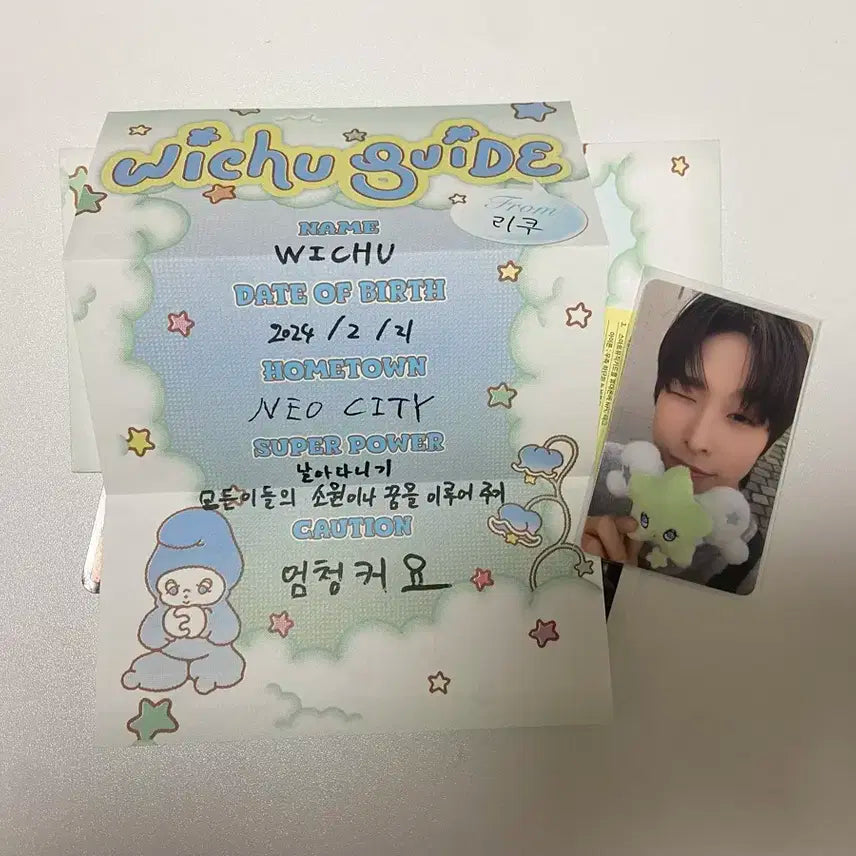 wichu guide
From
리쿠
NAME
WICHU
DATE OF BIRTH
2024 / 2 / 21
HOMETOWN
NEO CITY
SUPER POWER
날아다니기
모든이들의 소원이나 꿈을 이루어 주기
CAUTION
엄청커요